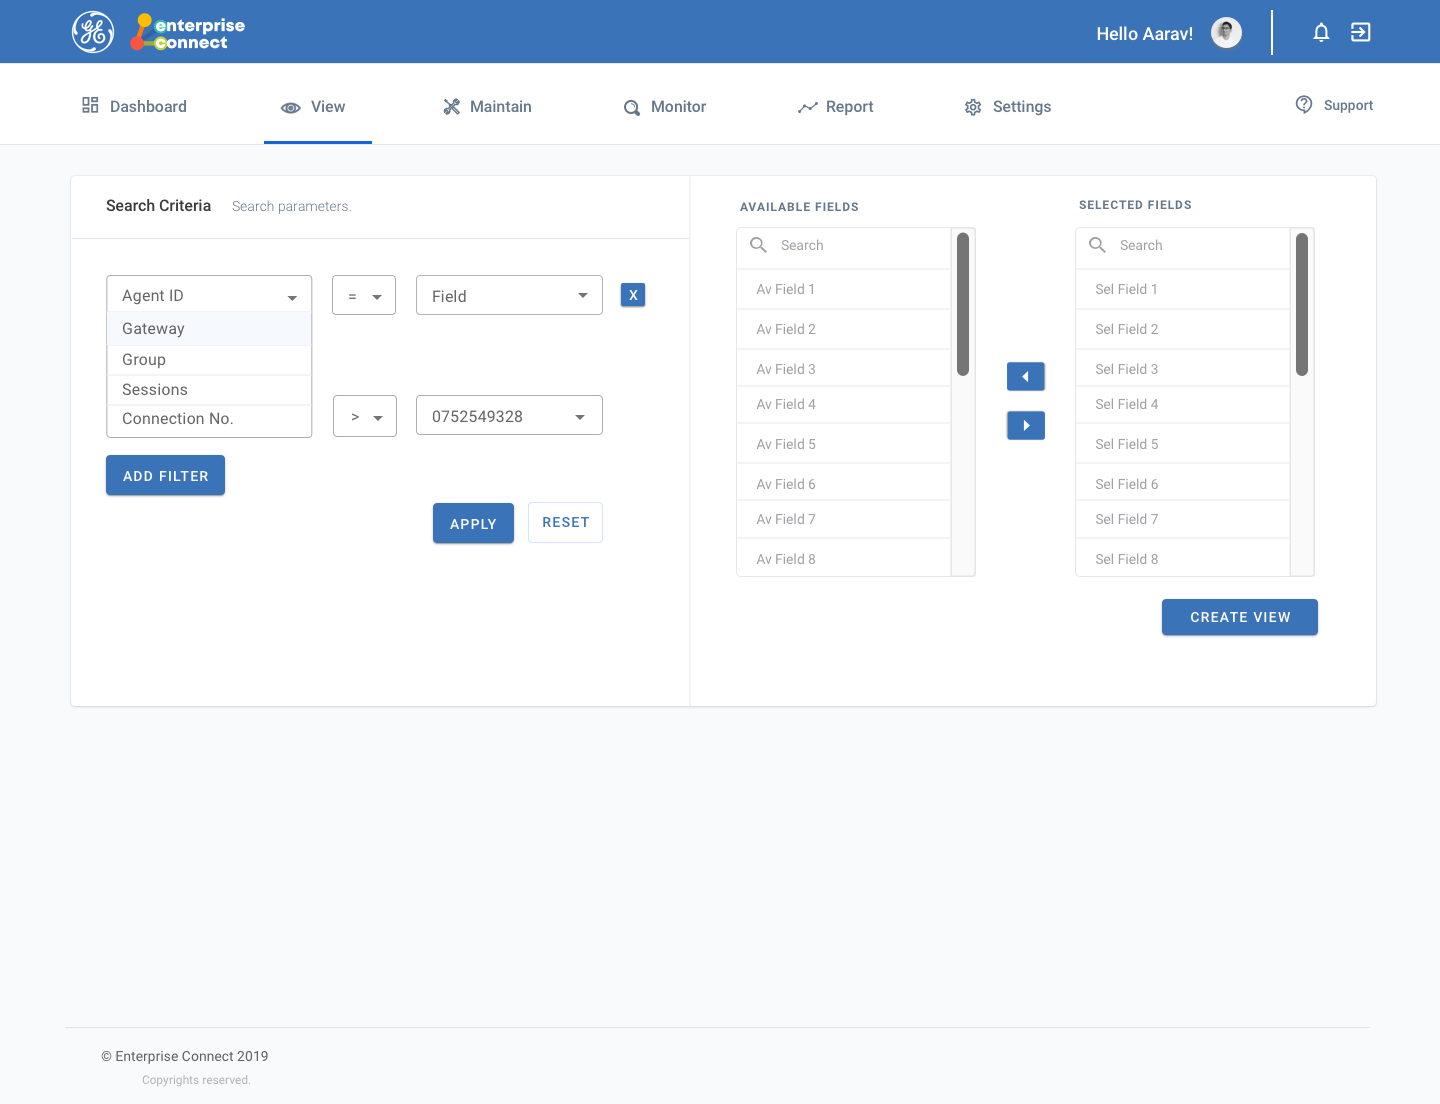 GE
enterprise
connect
Hello Aarav!
Dashboard
View
Maintain
Monitor
Report
Settings
Support
Search Criteria
Search parameters.
Agent ID
=
Field
X
Gateway
Group
Sessions
Connection No.
>
0752549328
ADD FILTER
APPLY
RESET
AVAILABLE FIELDS
Search
Av Field 1
Av Field 2
Av Field 3
Av Field 4
Av Field 5
Av Field 6
Av Field 7
Av Field 8
SELECTED FIELDS
Search
Sel Field 1
Sel Field 2
Sel Field 3
Sel Field 4
Sel Field 5
Sel Field 6
Sel Field 7
Sel Field 8
CREATE VIEW
© Enterprise Connect 2019
Copyrights reserved.